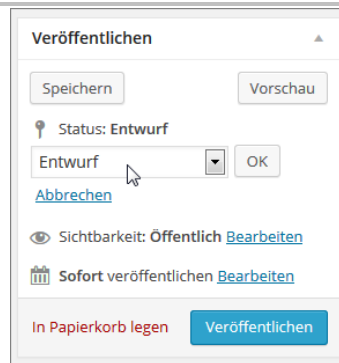 Veröffentlichen
Speichern Vorschau
Status: Entwurf
Entwurf OK
Abbrechen
Sichtbarkeit: Öffentlich Bearbeiten
Sofort veröffentlichen Bearbeiten
In Papierkorb legen Veröffentlichen